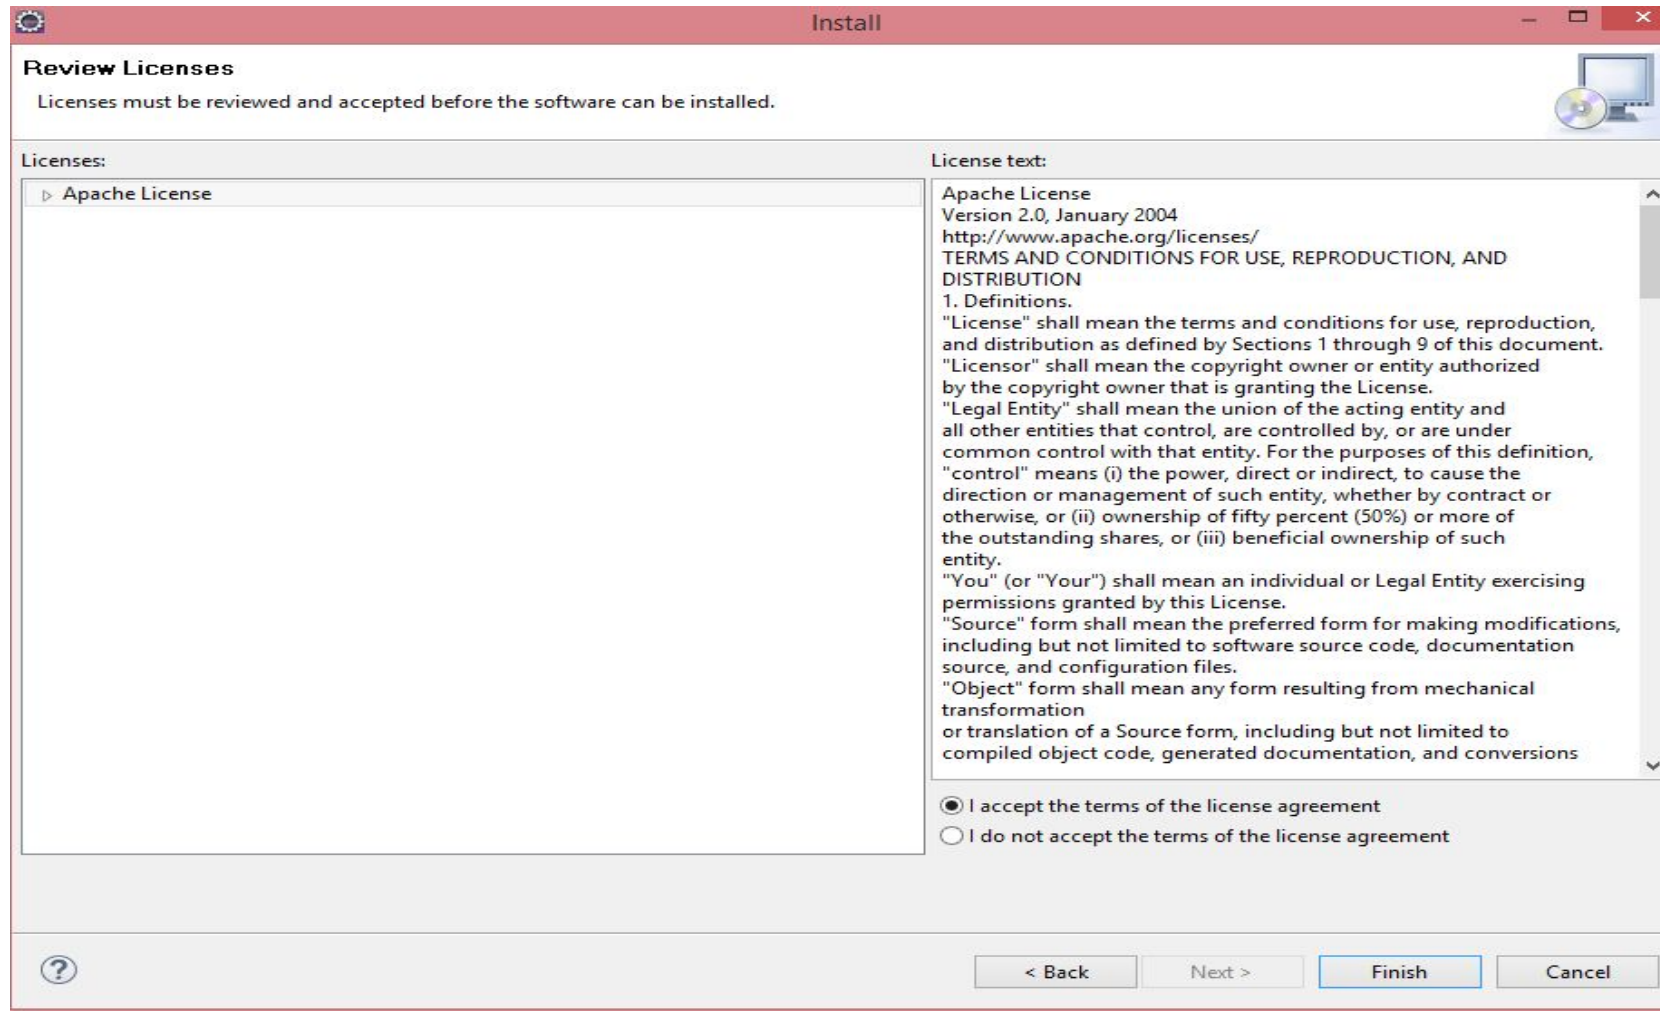 Install
Review Licenses
Licenses must be reviewed and accepted before the software can be installed.
Licenses:
Apache License
License text:
Apache License
Version 2.0, January 2004
http://www.apache.org/licenses/
TERMS AND CONDITIONS FOR USE, REPRODUCTION, AND
DISTRIBUTION
1. Definitions.
"License" shall mean the terms and conditions for use, reproduction,
and distribution as defined by Sections 1 through 9 of this document.
"Licensor" shall mean the copyright owner or entity authorized
by the copyright owner that is granting the License.
"Legal Entity" shall mean the union of the acting entity and
all other entities that control, are controlled by, or are under
common control with that entity. For the purposes of this definition,
"control" means (i) the power, direct or indirect, to cause the
direction or management of such entity, whether by contract or
otherwise, or (ii) ownership of fifty percent (50%) or more of
the outstanding shares, or (iii) beneficial ownership of such
entity.
"You" (or "Your") shall mean an individual or Legal Entity exercising
permissions granted by this License.
"Source" form shall mean the preferred form for making modifications,
including but not limited to software source code, documentation
source, and configuration files.
"Object" form shall mean any form resulting from mechanical
transformation
or translation of a Source form, including but not limited to
compiled object code, generated documentation, and conversions
I accept the terms of the license agreement
I do not accept the terms of the license agreement
? < Back Next > Finish Cancel